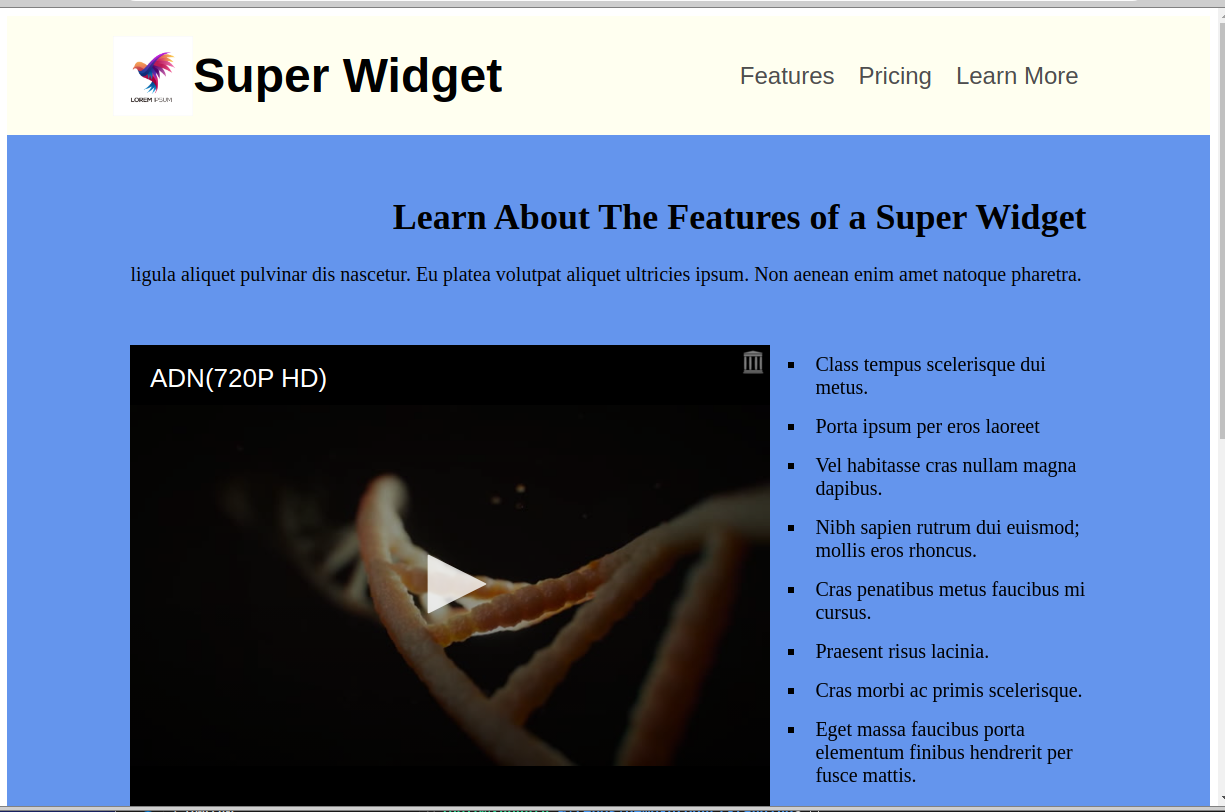 LOREM IPSUM
Super Widget
Features Pricing Learn More
Learn About The Features of a Super Widget
ligula aliquet pulvinar dis nascetur. Eu platea volutpat aliquet ultricies ipsum. Non aenean enim amet natoque pharetra.
ADN(720P HD)
Class tempus scelerisque dui
metus.
Porta ipsum per eros laoreet
Vel habitasse cras nullam magna
dapibus.
Nibh sapien rutrum dui euismod;
mollis eros rhoncus.
Cras penatibus metus faucibus mi
cursus.
Praesent risus lacinia.
Cras morbi ac primis scelerisque.
Eget massa faucibus porta
elementum finibus hendrerit per
fusce mattis.